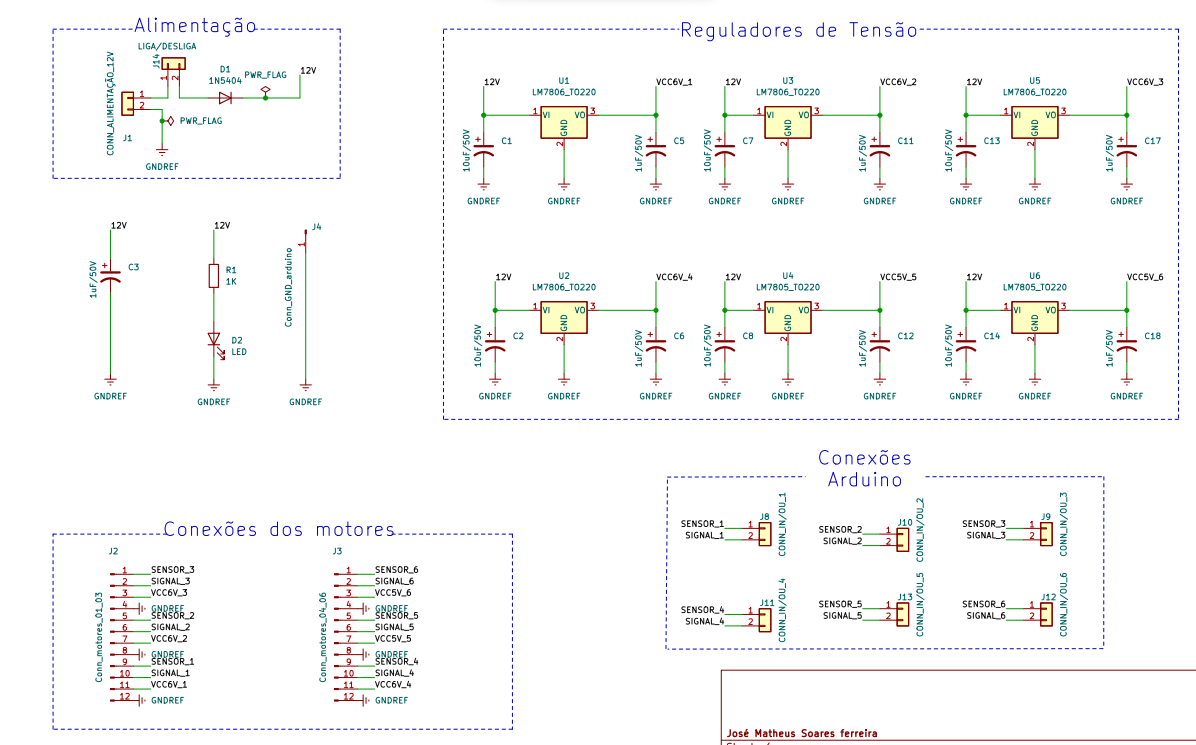 Alimentação
LIGA/DESLIGA
J14
1
2
D1
1N5404
PWR_FLAG
12V
CONN_ALIMENTAÇÃO_12V
1
2
J1
PWR_FLAG
GNDREF
12V
1uF/50V
C3
GNDREF
12V
R1
1K
D2
LED
GNDREF
J4
1
Conn_GND_arduino
GNDREF
Reguladores de Tensão
12V
U1
LM7806_TO220
VCC6V_1
1 VI VO 3
GND
2
10uF/50V
C1
1uF/50V
C5
GNDREF
GNDREF
GNDREF
12V
U3
LM7806_TO220
VCC6V_2
1 VI VO 3
GND
2
10uF/50V
C7
1uF/50V
C11
GNDREF
GNDREF
GNDREF
12V
U5
LM7806_TO220
VCC6V_3
1 VI VO 3
GND
2
10uF/50V
C13
1uF/50V
C17
GNDREF
GNDREF
GNDREF
12V
U2
LM7806_TO220
VCC6V_4
1 VI VO 3
GND
2
10uF/50V
C2
1uF/50V
C6
GNDREF
GNDREF
GNDREF
12V
U4
LM7805_TO220
VCC5V_5
1 VI VO 3
GND
2
10uF/50V
C8
1uF/50V
C12
GNDREF
GNDREF
GNDREF
12V
U6
LM7805_TO220
VCC5V_6
1 VI VO 3
GND
2
10uF/50V
C14
1uF/50V
C18
GNDREF
GNDREF
GNDREF
Conexões dos motores
J2
Conn_motores_01_03
1 SENSOR_3
2 SIGNAL_3
3 VCC6V_3
4 GNDREF
5 SENSOR_2
6 SIGNAL_2
7 VCC6V_2
8 GNDREF
9 SENSOR_1
10 SIGNAL_1
11 VCC6V_1
12 GNDREF
J3
Conn_motores_04_06
1 SENSOR_6
2 SIGNAL_6
3 VCC5V_6
4 GNDREF
5 SENSOR_5
6 SIGNAL_5
7 VCC5V_5
8 GNDREF
9 SENSOR_4
10 SIGNAL_4
11 VCC6V_4
12 GNDREF
Conexões
Arduino
J8
SENSOR_1 1
SIGNAL_1 2
CONN_IN/OU_1
J10
SENSOR_2 1
SIGNAL_2 2
CONN_IN/OU_2
J9
SENSOR_3 1
SIGNAL_3 2
CONN_IN/OU_3
J11
SENSOR_4 1
SIGNAL_4 2
CONN_IN/OU_4
J13
SENSOR_5 1
SIGNAL_5 2
CONN_IN/OU_5
J12
SENSOR_6 1
SIGNAL_6 2
CONN_IN/OU_6
José Matheus Soares ferreira